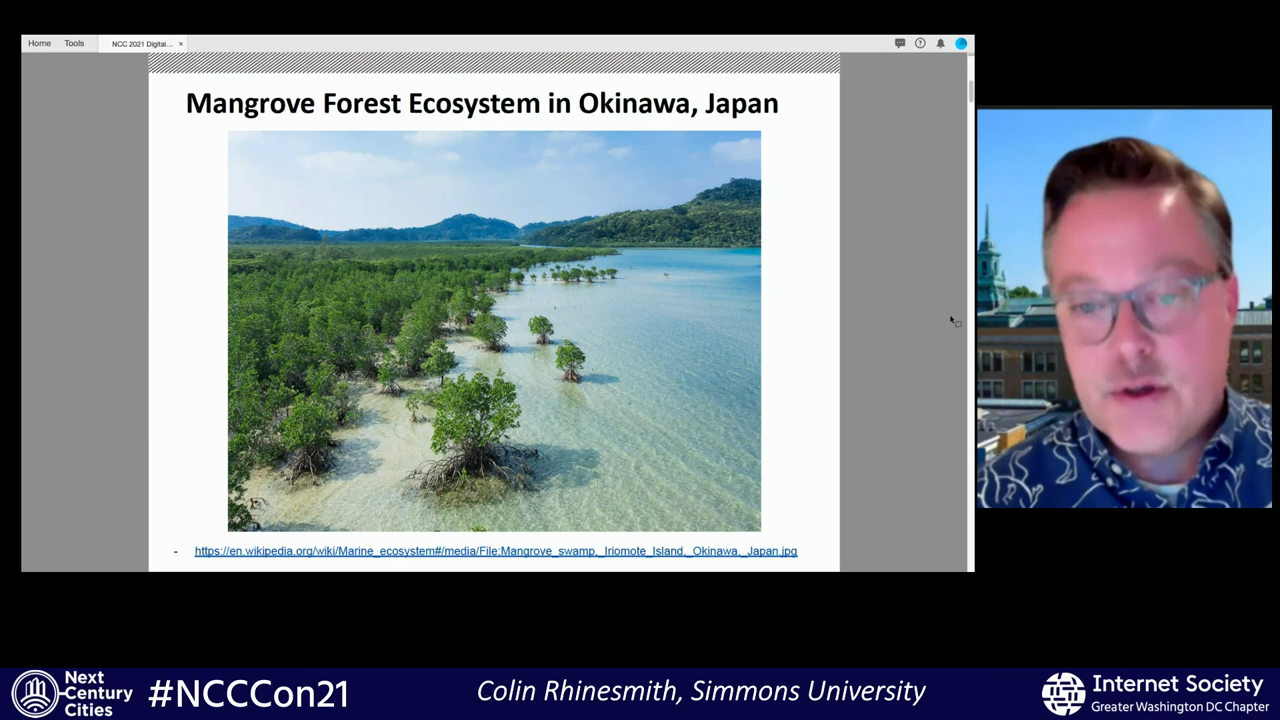 Home Tools NCC 2021 Digital... ×
Mangrove Forest Ecosystem in Okinawa, Japan
- https://en.wikipedia.org/wiki/Marine_ecosystem#/media/File:Mangrove_swamp,_Iriomote_Island,_Okinawa,_Japan.jpg
Next
Century
Cities
#NCCCon21
Colin Rhinesmith, Simmons University
Internet Society
Greater Washington DC Chapter